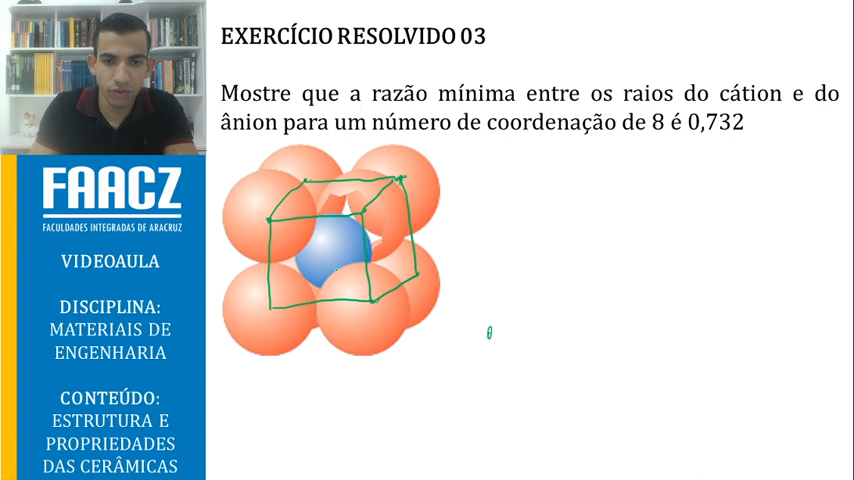 EXERCÍCIO RESOLVIDO 03
Mostre que a razão mínima entre os raios do cátion e do
ânion para um número de coordenação de 8 é 0,732
FAACZ
FACULDADES INTEGRADAS DE ARACRUZ
VIDEOAULA
DISCIPLINA:
MATERIAIS DE
ENGENHARIA
CONTEÚDO:
ESTRUTURA E
PROPRIEDADES
DAS CERÂMICAS